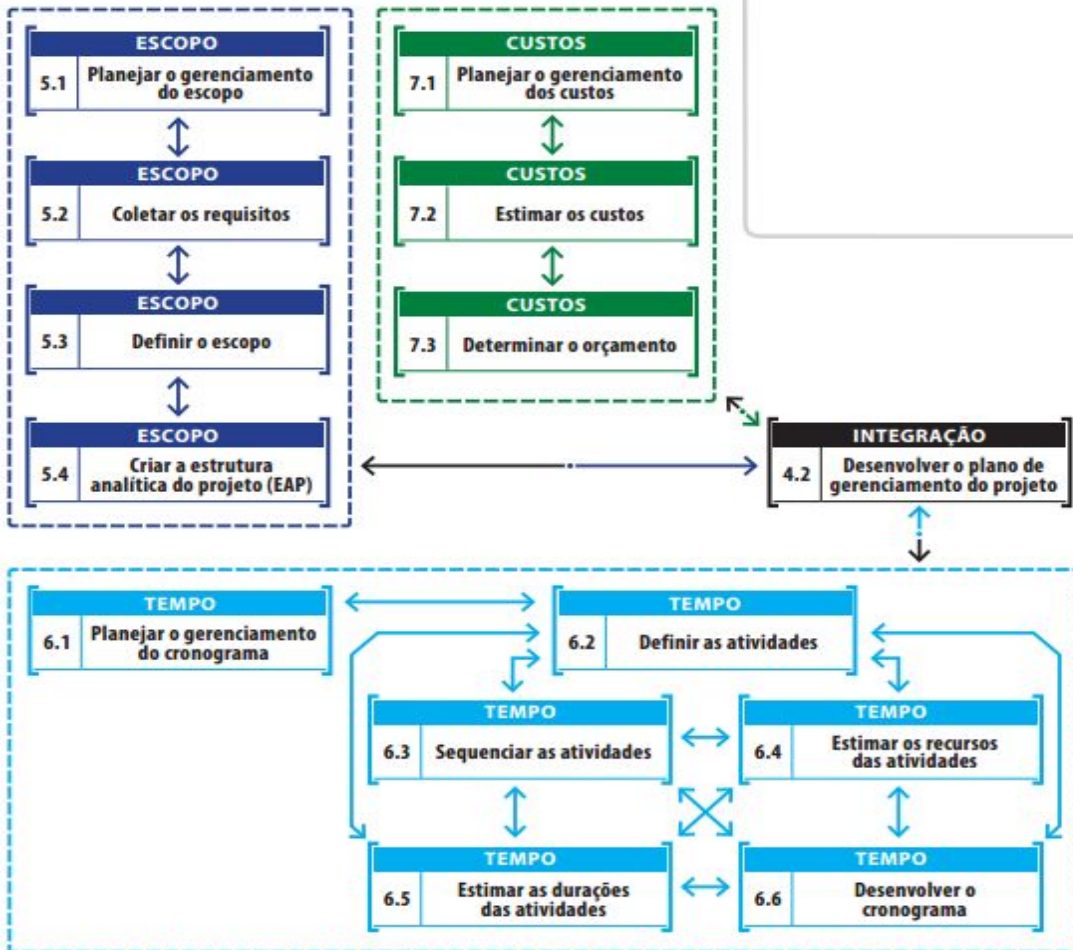 ESCOPO
5.1
Planejar o gerenciamento
do escopo
ESCOPO
5.2
Coletar os requisitos
ESCOPO
5.3
Definir o escopo
ESCOPO
5.4
Criar a estrutura
analítica do projeto (EAP)
CUSTOS
7.1
Planejar o gerenciamento
dos custos
CUSTOS
7.2
Estimar os custos
CUSTOS
7.3
Determinar o orçamento
INTEGRAÇÃO
4.2
Desenvolver o plano de
gerenciamento do projeto
TEMPO
6.1
Planejar o gerenciamento
do cronograma
TEMPO
6.2
Definir as atividades
TEMPO
6.3
Sequenciar as atividades
TEMPO
6.4
Estimar os recursos
das atividades
TEMPO
6.5
Estimar as durações
das atividades
TEMPO
6.6
Desenvolver o
cronograma